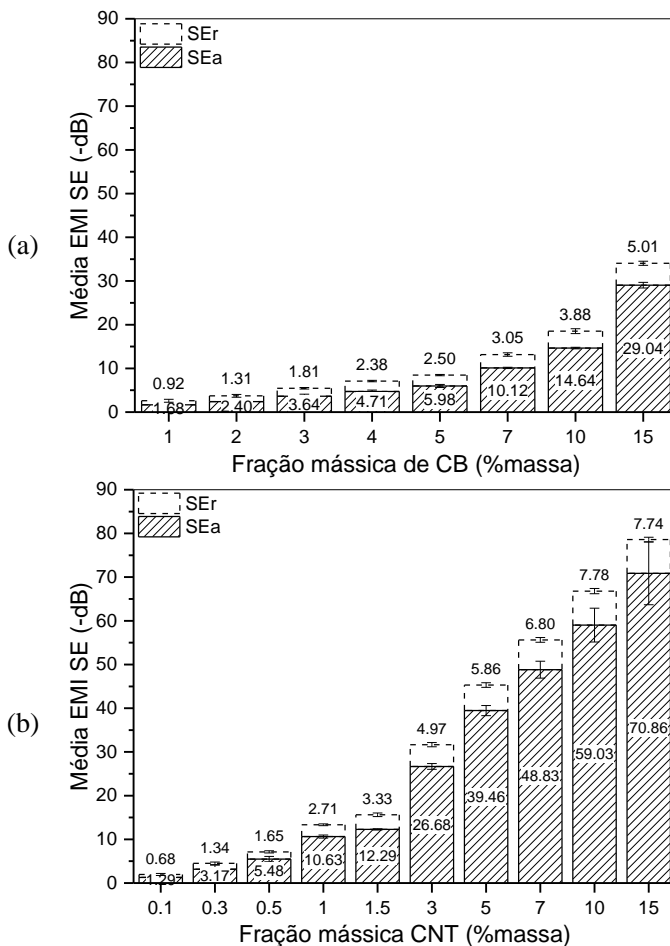 (a)
Média EMI SE (-dB)
90
80
70
60
50
40
30
20
10
0
SEr
SEa
0.92 1.31 1.81 2.38 2.50 3.05 3.88 5.01
1.68 2.40 3.64 4.71 5.98 10.12 14.64 29.04
1 2 3 4 5 7 10 15
Fração mássica de CB (%massa)
(b)
Média EMI SE (-dB)
90
80
70
60
50
40
30
20
10
0
SEr
SEa
0.68 1.34 1.65 2.71 3.33 4.97 5.86 6.80 7.78 7.74
1.29 3.17 5.48 10.63 12.29 26.68 39.46 48.83 59.03 70.86
0.1 0.3 0.5 1 1.5 3 5 7 10 15
Fração mássica CNT (%massa)